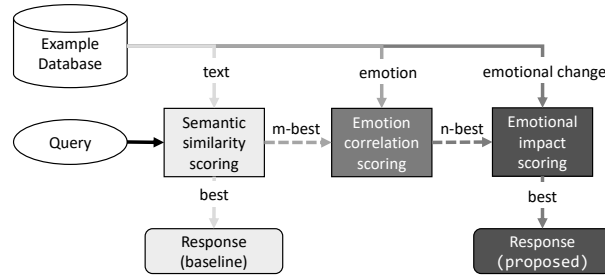 Example
Database
text
emotion
emotional change
Query
Semantic
similarity
scoring
m-best
Emotion
correlation
scoring
n-best
Emotional
impact
scoring
best
best
Response
(baseline)
Response
(proposed)